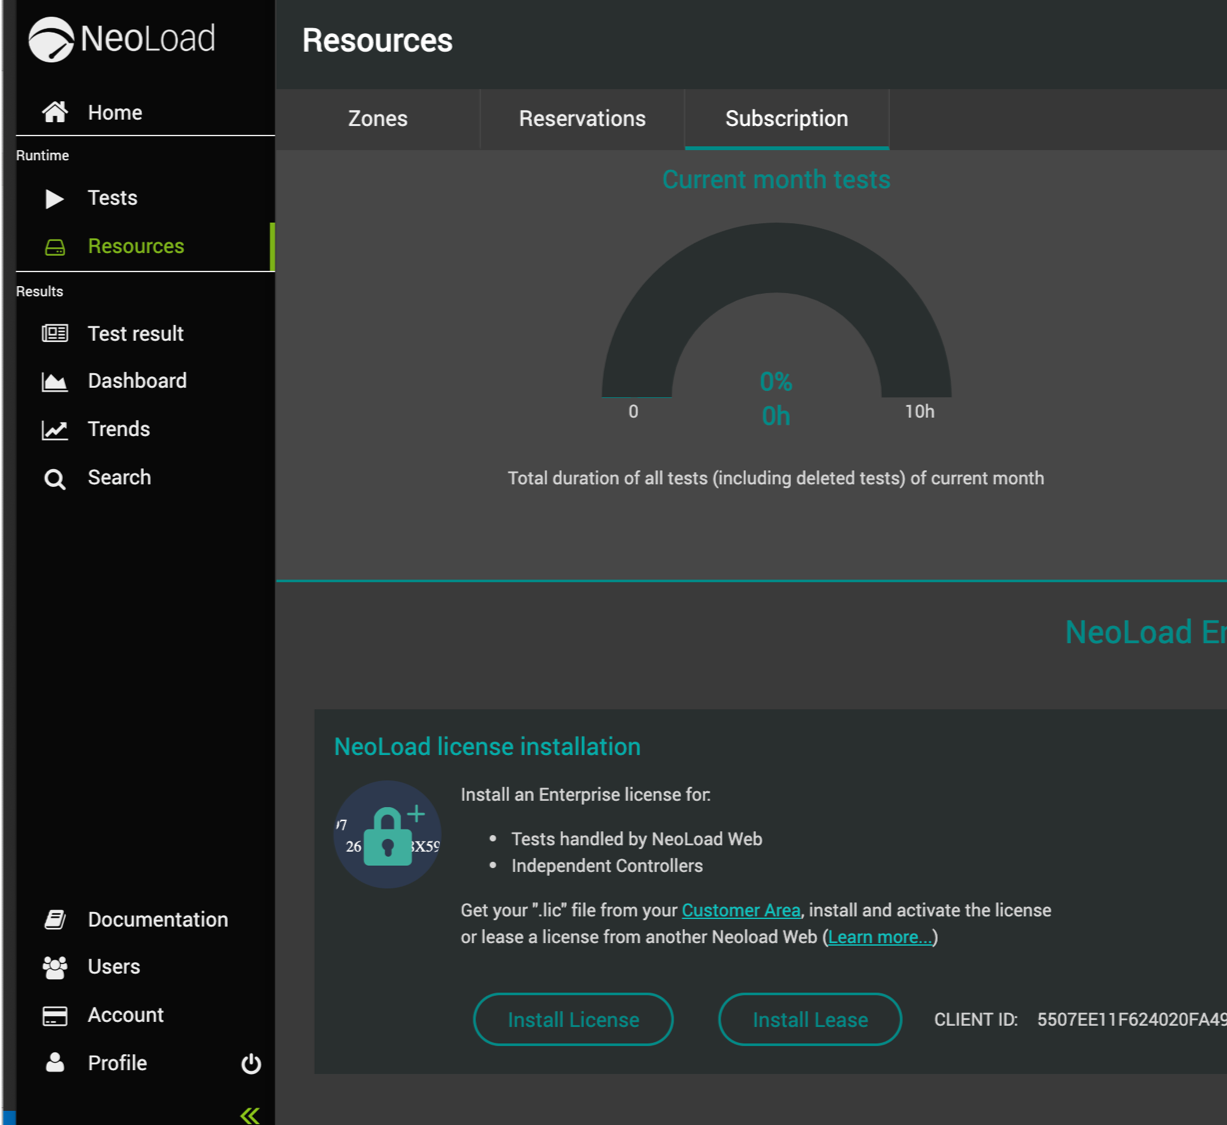 NeoLoad
Resources
Home
Zones
Reservations
Subscription
Runtime
Tests
Resources
Results
Test result
Dashboard
Trends
Search
Current month tests
0%
0
0h
10h
Total duration of all tests (including deleted tests) of current month
NeoLoad En
NeoLoad license installation
Install an Enterprise license for:
• Tests handled by NeoLoad Web
• Independent Controllers
26
X59
Get your ".lic" file from your Customer Area, install and activate the license
or lease a license from another Neoload Web (Learn more...)
Install License
Install Lease
CLIENT ID: 5507EE11F624020FA49
Documentation
Users
Account
Profile